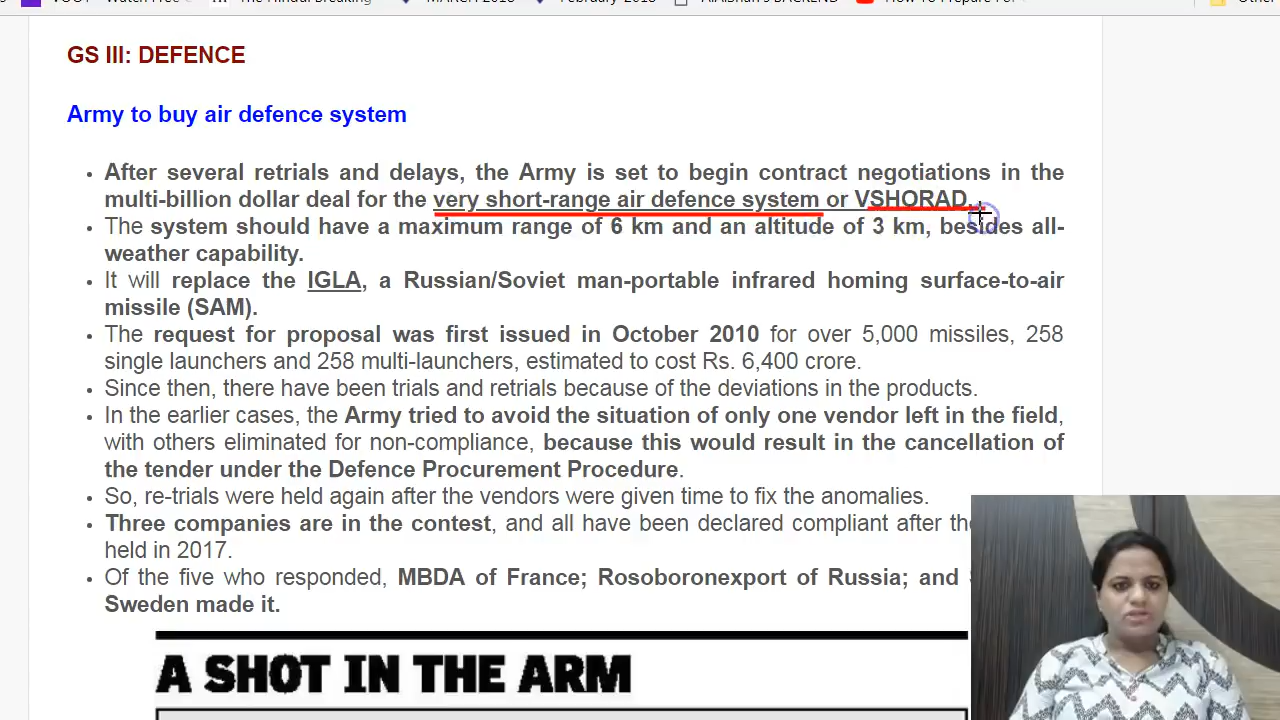 MARCH 2018
February 2018
GS III: DEFENCE
Army to buy air defence system
After several retrials and delays, the Army is set to begin contract negotiations in the
multi-billion dollar deal for the very short-range air defence system or VSHORAD.
The system should have a maximum range of 6 km and an altitude of 3 km, besides all-
weather capability.
It will replace the IGLA, a Russian/Soviet man-portable infrared homing surface-to-air
missile (SAM).
The request for proposal was first issued in October 2010 for over 5,000 missiles, 258
single launchers and 258 multi-launchers, estimated to cost Rs. 6,400 crore.
Since then, there have been trials and retrials because of the deviations in the products.
In the earlier cases, the Army tried to avoid the situation of only one vendor left in the field,
with others eliminated for non-compliance, because this would result in the cancellation of
the tender under the Defence Procurement Procedure.
So, re-trials were held again after the vendors were given time to fix the anomalies.
Three companies are in the contest, and all have been declared compliant after the
held in 2017.
Of the five who responded, MBDA of France; Rosoboronexport of Russia; and
Sweden made it.
A SHOT IN THE ARM